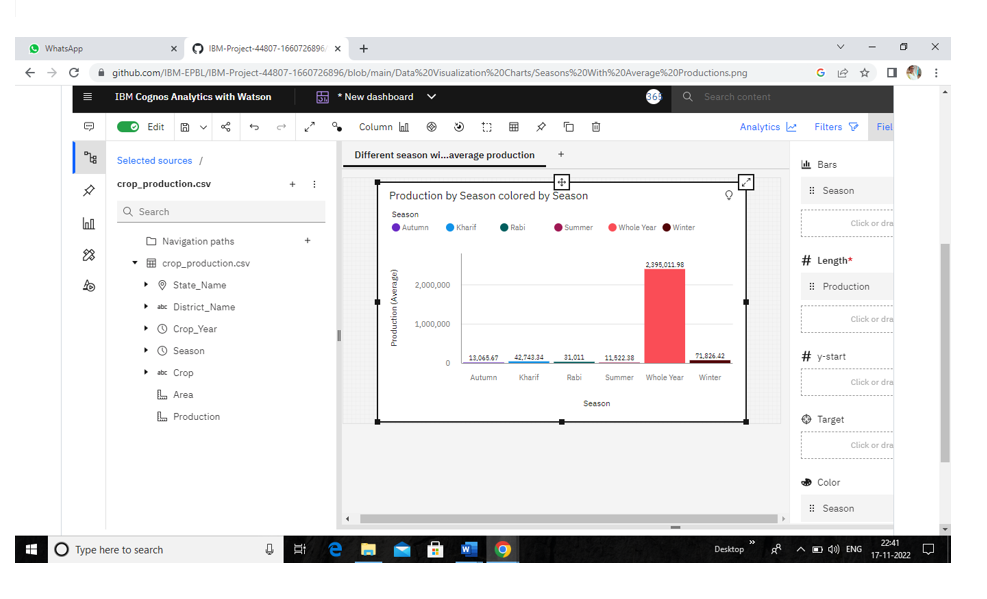 WhatsApp
IBM-Project-44807-1660726896
github.com/IBM-EPBL/IBM-Project-44807-1660726896/blob/main/Data%20Visualization%20Charts/Seasons%20With%20Average%20Productions.png
IBM Cognos Analytics with Watson
* New dashboard
365
Search content
Edit
Column
Analytics
Filters
Fiel
Selected sources /
crop_production.csv
Search
Navigation paths
crop_production.csv
State_Name
abc District_Name
Crop_Year
Season
abc Crop
Area
Production
Different season wi...average production
Production by Season colored by Season
Season
Autumn Kharif Rabi Summer Whole Year Winter
Production (Average)
2,000,000
1,000,000
0
13,065.67 42,743.34 31,011 11,522.38 2,395,011.98 71,826.42
Autumn Kharif Rabi Summer Whole Year Winter
Season
Bars
Season
Click or dra
Length*
Production
Click or dra
y-start
Click or dra
Target
Click or dra
Color
Season
Type here to search
Desktop
ENG
22:41
17-11-2022